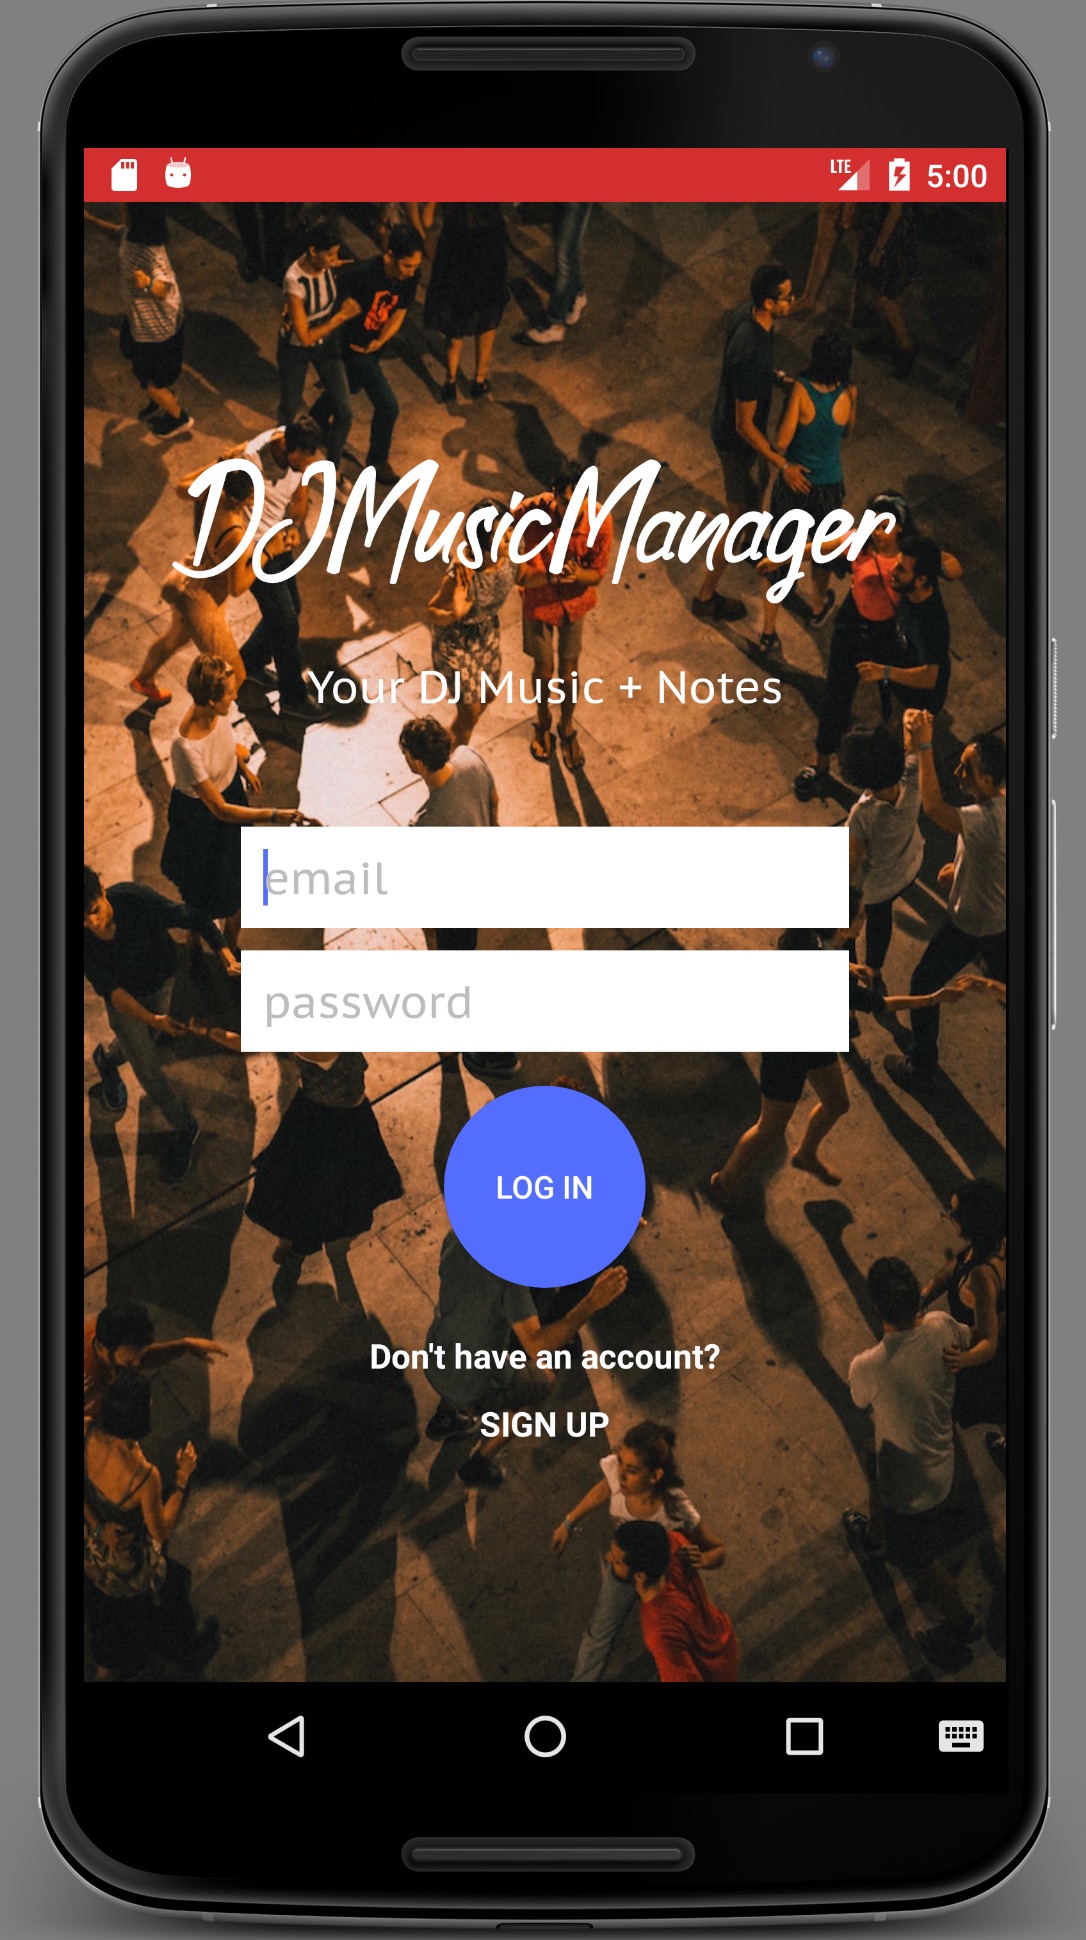 LTE 5:00
DJMusicManager
Your DJ Music + Notes
email
password
LOG IN
Don't have an account?
SIGN UP